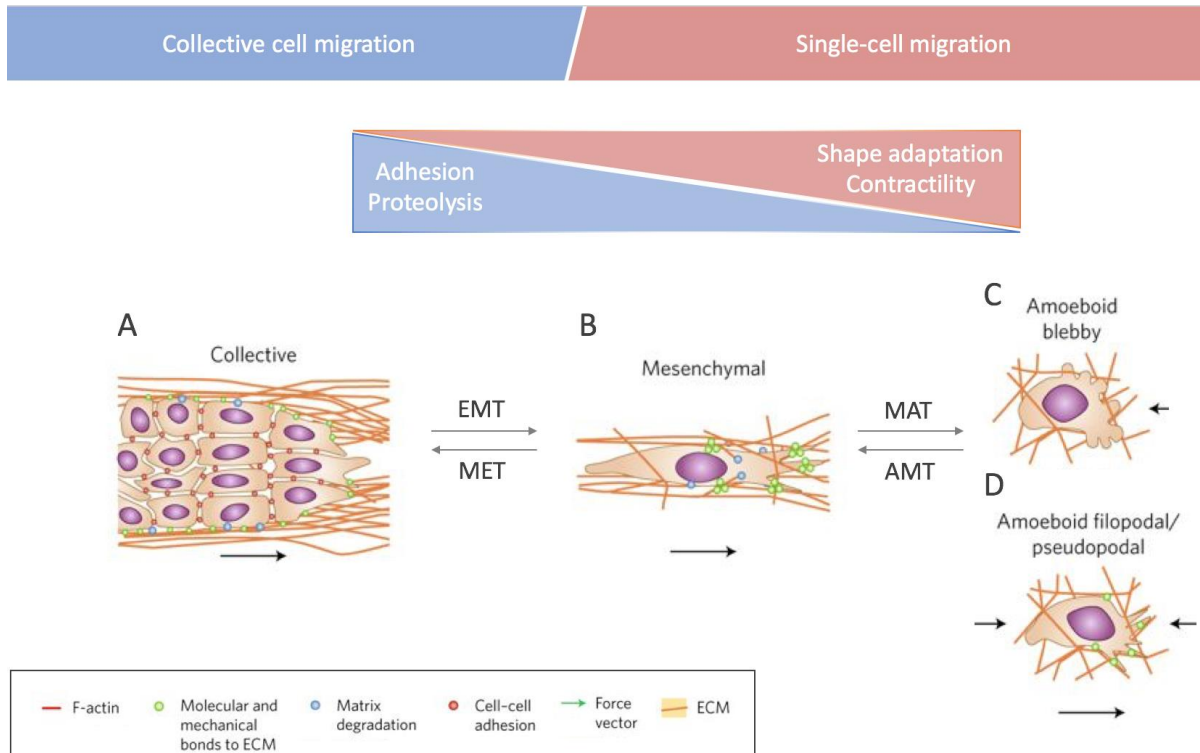 Collective cell migration
Single-cell migration
Adhesion
Proteolysis
Shape adaptation
Contractility
A
Collective
EMT
MET
B
Mesenchymal
MAT
AMT
C
Amoeboid
blebby
D
Amoeboid filopodal/
pseudopodal
F-actin
Molecular and
mechanical
bonds to ECM
Matrix
degradation
Cell–cell
adhesion
Force
vector
ECM